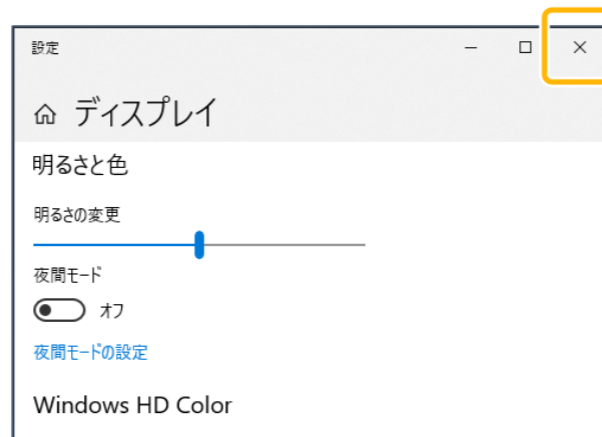 設定
ディスプレイ
明るさと色
明るさの変更
夜間モード
オフ
夜間モードの設定
Windows HD Color